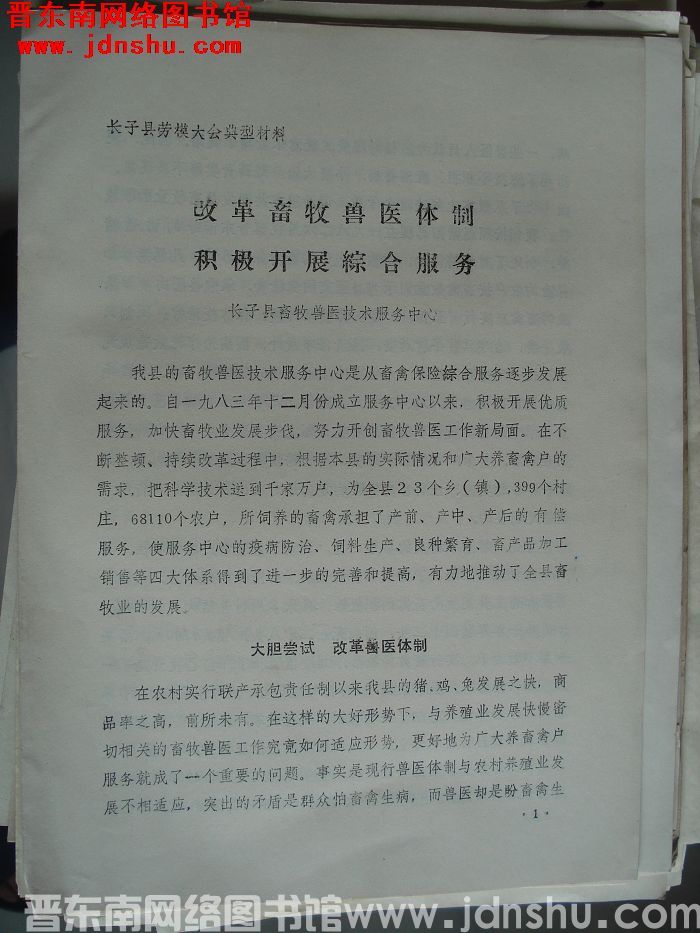 晋东南网络图书馆
www.jdnshu.com
长子县劳模大会典型材料
改革畜牧兽医体制
积极开展綜合服务
长子县畜牧兽医技术服务中心
我县的畜牧兽医技术服务中心是从畜禽保险綜合服务逐步发展
起来的。自一九八三年十二月份成立服务中心以来，积极开展优质
服务，加快畜牧业发展步伐，努力开创畜牧兽医工作新局面。在不
断整顿、持续改革过程中，根据本县的实际情况和广大养畜禽户的
需求，把科学技术送到千家万户，为全县２３个乡(镇)，399个村
庄，68110个农户，所饲养的畜禽承担了产前、产中、产后的有偿
服务，使服务中心的疫病防治、饲料生产、良种繁育、畜产品加工
销售等四大体系得到了进一步的完善和提高，有力地推动了全县畜
牧业的发展。
大胆尝试　改革兽医体制
在农村实行联产承包责任制以来我县的猪、鸡、兔发展之快，商
品率之高，前所未有。在这样的大好形势下，与养殖业发展快慢密
切相关的畜牧兽医工作究竟如何适应形势，更好地为广大养畜禽户
服务就成了一个重要的问题。事实是现行兽医体制与农村养殖业发
展不相适应，突出的矛盾是群众怕畜禽生病，而兽医却是盼畜禽生
·1·
晋东南网络图书馆 www.jdnshu.com